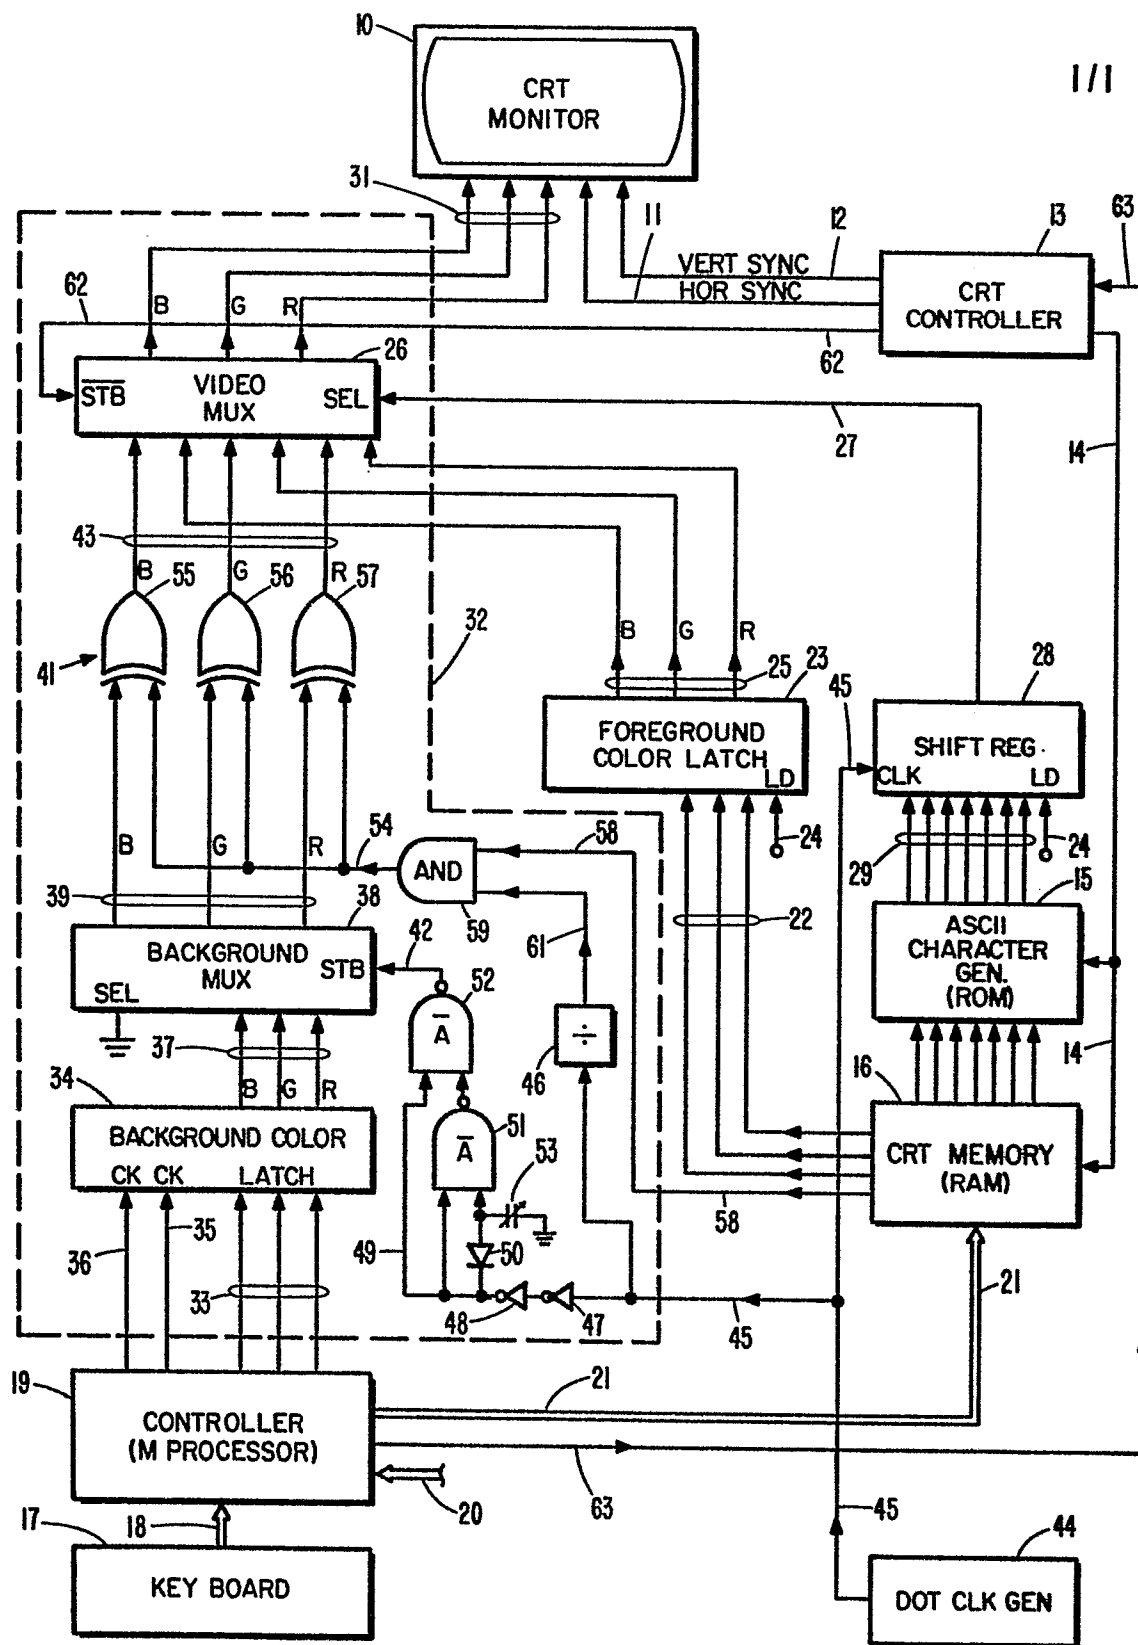 10
CRT
MONITOR
1/1
31
11
12
13
63
VERT SYNC
HOR SYNC
CRT
CONTROLLER
62
B
G
R
26
62
STB
VIDEO
MUX
SEL
27
14
43
B
55
G
56
R
57
41
32
B
G
R
25
23
45
28
FOREGROUND
COLOR LATCH
LD
SHIFT REG.
CLK
LD
24
24
29
B
G
R
54
58
AND
59
15
39
38
42
22
61
BACKGROUND
MUX
STB
SEL
ASCII
CHARACTER
GEN.
(ROM)
52
A
÷
46
37
14
16
34
B
G
R
51
A
53
BACKGROUND COLOR
CK CK LATCH
CRT MEMORY
(RAM)
58
50
36
35
49
33
48
47
45
21
19
21
CONTROLLER
(M PROCESSOR)
20
63
17
18
45
44
KEY BOARD
DOT CLK GEN